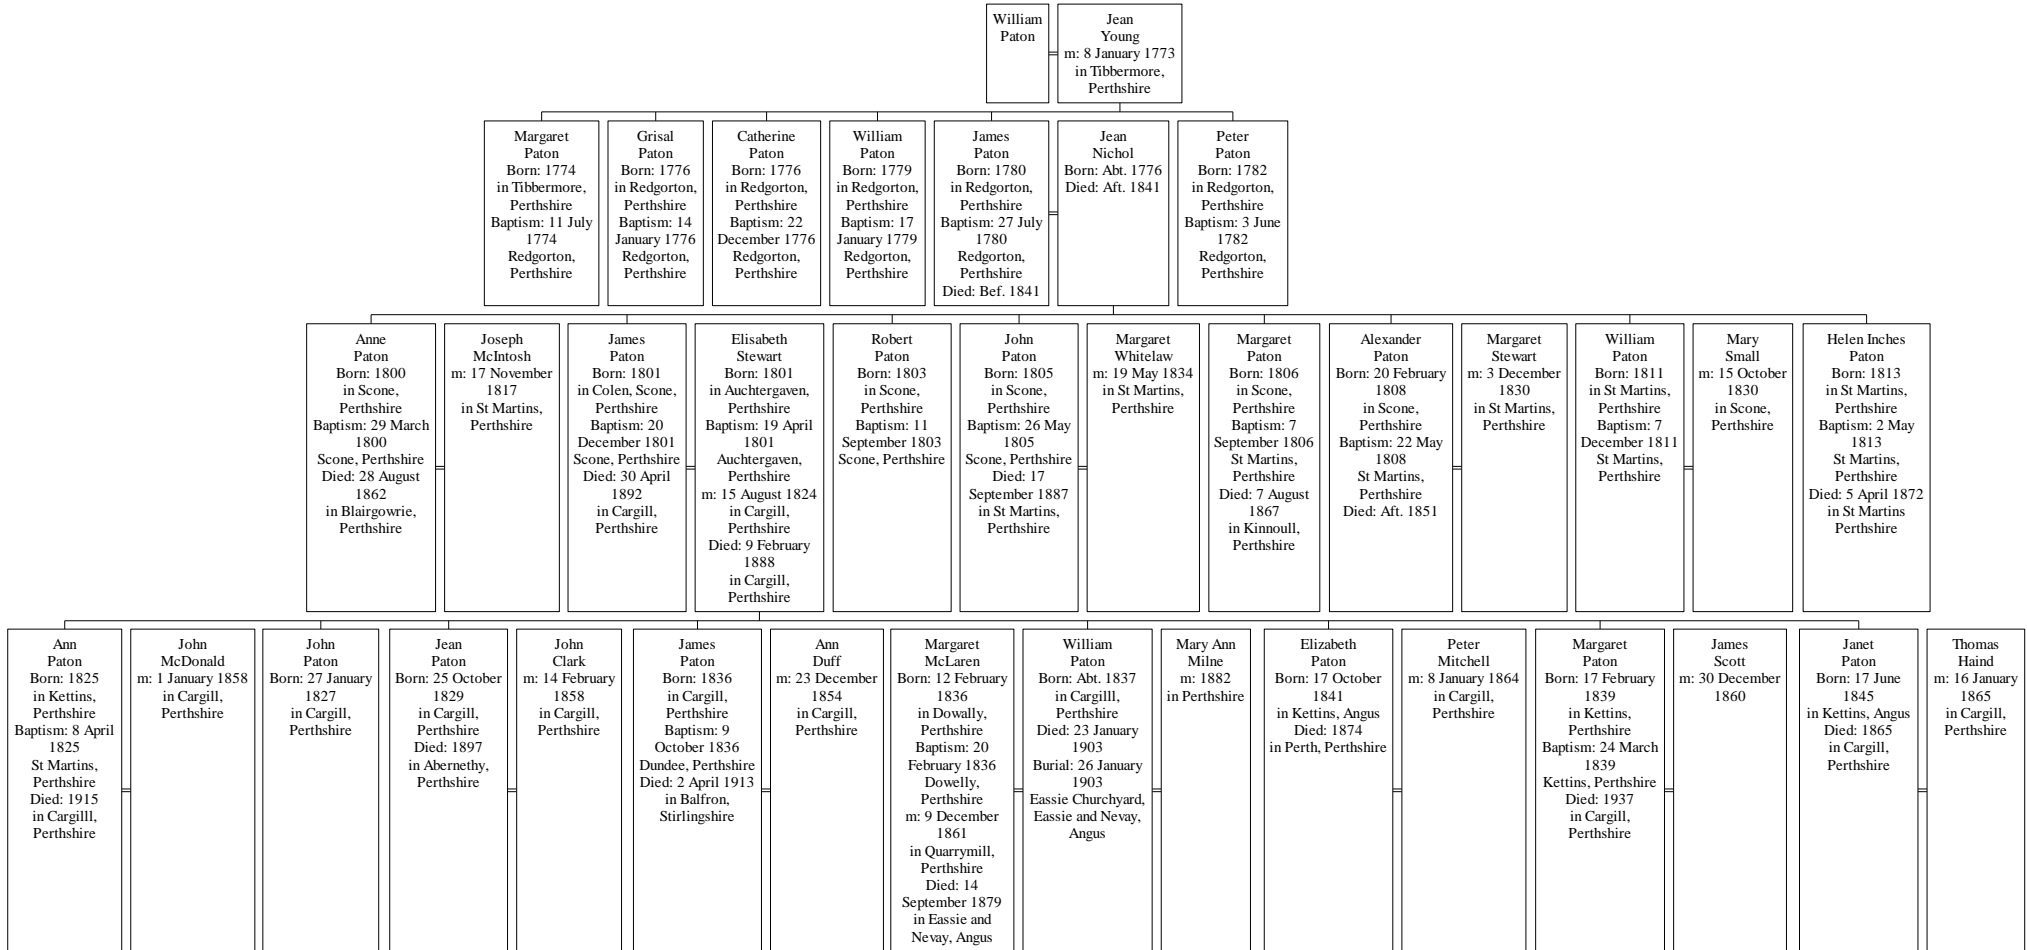 William
Paton
Jean
Young
m: 8 January 1773
in Tibbermore,
Perthshire
Margaret
Paton
Born: 1774
in Tibbermore,
Perthshire
Baptism: 11 July
1774
Redgorton,
Perthshire
Grisal
Paton
Born: 1776
in Redgorton,
Perthshire
Baptism: 14
January 1776
Redgorton,
Perthshire
Catherine
Paton
Born: 1776
in Redgorton,
Perthshire
Baptism: 22
December 1776
Redgorton,
Perthshire
William
Paton
Born: 1779
in Redgorton,
Perthshire
Baptism: 17
January 1779
Redgorton,
Perthshire
James
Paton
Born: 1780
in Redgorton,
Perthshire
Baptism: 27 July
1780
Redgorton,
Perthshire
Died: Bef. 1841
Jean
Nichol
Born: Abt. 1776
Died: Aft. 1841
Peter
Paton
Born: 1782
in Redgorton,
Perthshire
Baptism: 3 June
1782
Redgorton,
Perthshire
Anne
Paton
Born: 1800
in Scone,
Perthshire
Baptism: 29 March
1800
Scone, Perthshire
Died: 28 August
1862
in Blairgowrie,
Perthshire
Joseph
McIntosh
m: 17 November
1817
in St Martins,
Perthshire
James
Paton
Born: 1801
in Colen, Scone,
Perthshire
Baptism: 20
December 1801
Scone, Perthshire
Died: 30 April
1892
in Cargill,
Perthshire
Elisabeth
Stewart
Born: 1801
in Auchtergaven,
Perthshire
Baptism: 19 April
1801
Auchtergaven,
Perthshire
m: 15 August 1824
in Cargill,
Perthshire
Died: 9 February
1888
in Cargill,
Perthshire
Robert
Paton
Born: 1803
in Scone,
Perthshire
Baptism: 11
September 1803
Scone, Perthshire
John
Paton
Born: 1805
in Scone,
Perthshire
Baptism: 26 May
1805
Scone, Perthshire
Died: 17
September 1887
in St Martins,
Perthshire
Margaret
Whitelaw
m: 19 May 1834
in St Martins,
Perthshire
Margaret
Paton
Born: 1806
in Scone,
Perthshire
Baptism: 7
September 1806
St Martins,
Perthshire
Died: 7 August
1867
in Kinnoull,
Perthshire
Alexander
Paton
Born: 20 February
1808
in Scone,
Perthshire
Baptism: 22 May
1808
St Martins,
Perthshire
Died: Aft. 1851
Margaret
Stewart
m: 3 December
1830
in St Martins,
Perthshire
William
Paton
Born: 1811
in St Martins,
Perthshire
Baptism: 7
December 1811
St Martins,
Perthshire
Mary
Small
m: 15 October
1830
in Scone,
Perthshire
Helen Inches
Paton
Born: 1813
in St Martins,
Perthshire
Baptism: 2 May
1813
St Martins,
Perthshire
Died: 5 April 1872
in St Martins
Perthshire
Ann
Paton
Born: 1825
in Kettins,
Perthshire
Baptism: 8 April
1825
St Martins,
Perthshire
Died: 1915
in Cargilll,
Perthshire
John
McDonald
m: 1 January 1858
in Cargill,
Perthshire
John
Paton
Born: 27 January
1827
in Cargill,
Perthshire
Jean
Paton
Born: 25 October
1829
in Cargill,
Perthshire
Died: 1897
in Abernethy,
Perthshire
John
Clark
m: 14 February
1858
in Cargill,
Perthshire
James
Paton
Born: 1836
in Cargill,
Perthshire
Baptism: 9
October 1836
Dundee, Perthshire
Died: 2 April 1913
in Balfron,
Stirlingshire
Ann
Duff
m: 23 December
1854
in Cargill,
Perthshire
Margaret
McLaren
Born: 12 February
1836
in Dowally,
Perthshire
Baptism: 20
February 1836
Dowelly,
Perthshire
m: 9 December
1861
in Quarrymill,
Perthshire
Died: 14
September 1879
in Eassie and
Nevay, Angus
William
Paton
Born: Abt. 1837
in Cargilll,
Perthshire
Died: 23 January
1903
Burial: 26 January
1903
Eassie Churchyard,
Eassie and Nevay,
Angus
Mary Ann
Milne
m: 1882
in Perthshire
Elizabeth
Paton
Born: 17 October
1841
in Kettins, Angus
Died: 1874
in Perth, Perthshire
Peter
Mitchell
m: 8 January 1864
in Cargill,
Perthshire
Margaret
Paton
Born: 17 February
1839
in Kettins,
Perthshire
Baptism: 24 March
1839
Kettins, Perthshire
Died: 1937
in Cargill,
Perthshire
James
Scott
m: 30 December
1860
Janet
Paton
Born: 17 June
1845
in Kettins, Angus
Died: 1865
in Cargill,
Perthshire
Thomas
Haind
m: 16 January
1865
in Cargill,
Perthshire